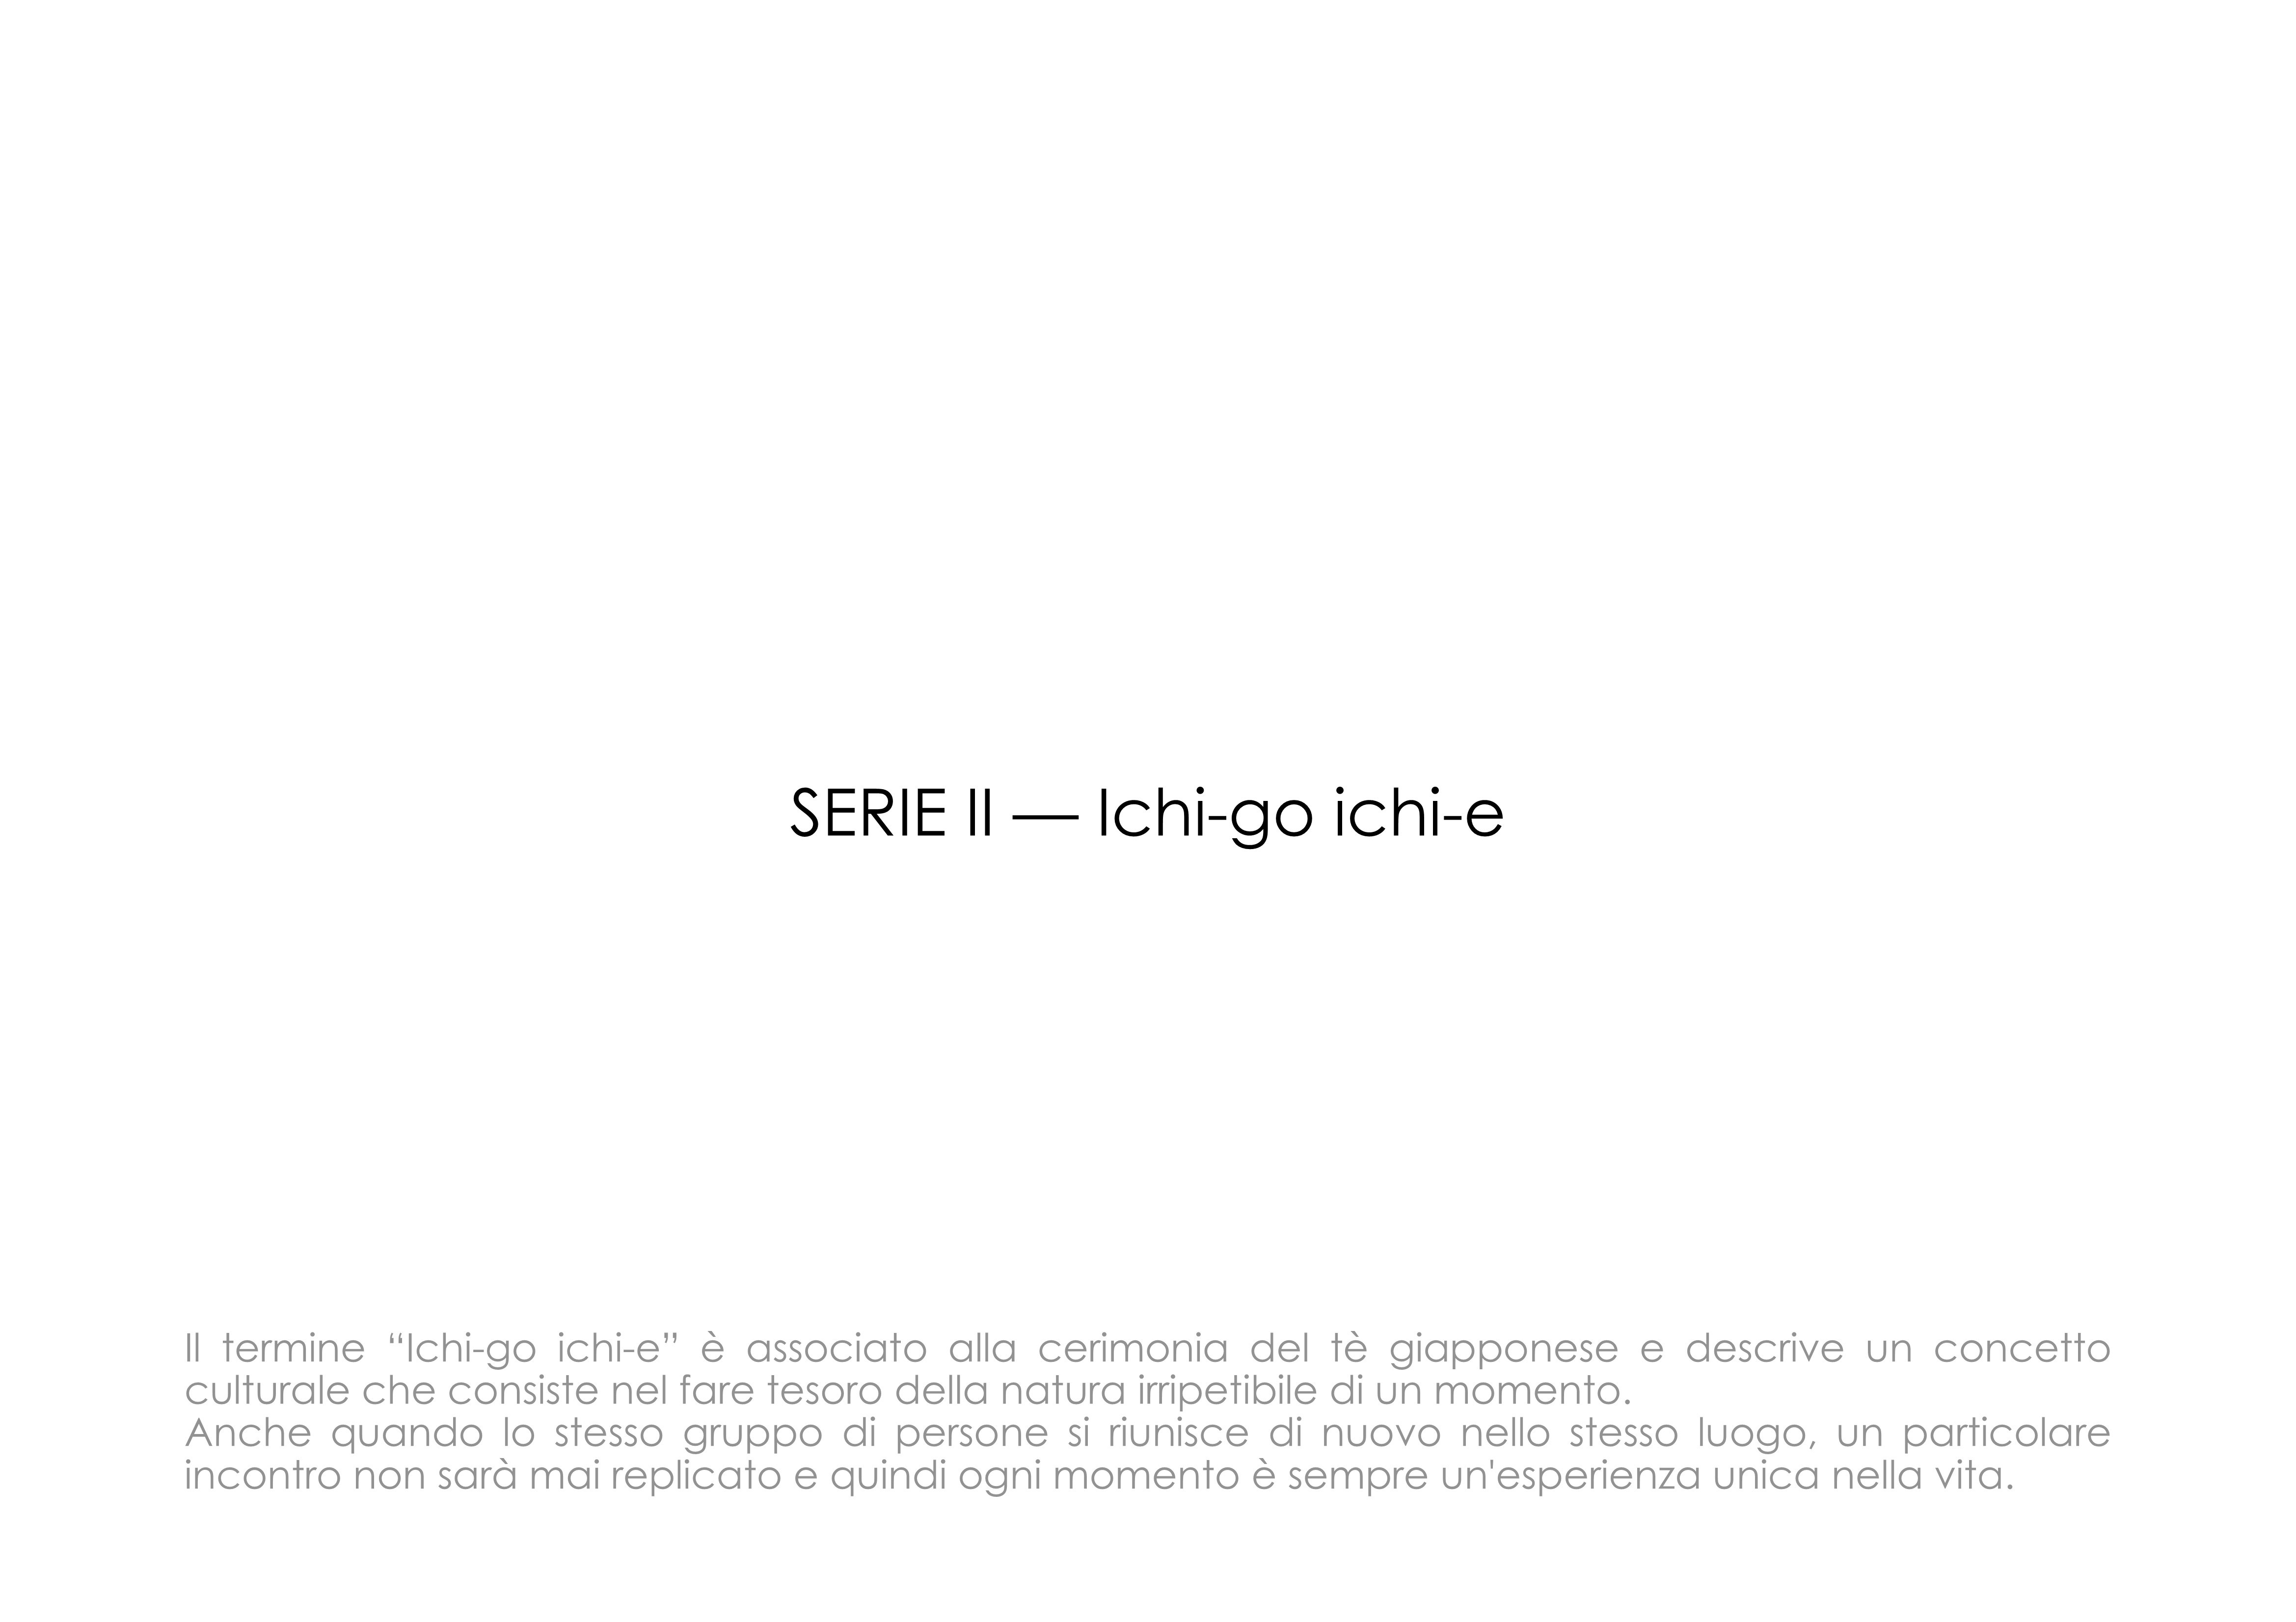 SERIE II — Ichi-go ichi-e
Il termine “Ichi-go ichi-e” è associato alla cerimonia del tè giapponese e descrive un concetto
culturale che consiste nel fare tesoro della natura irripetibile di un momento.
Anche quando lo stesso gruppo di persone si riunisce di nuovo nello stesso luogo, un particolare
incontro non sarà mai replicato e quindi ogni momento è sempre un'esperienza unica nella vita.